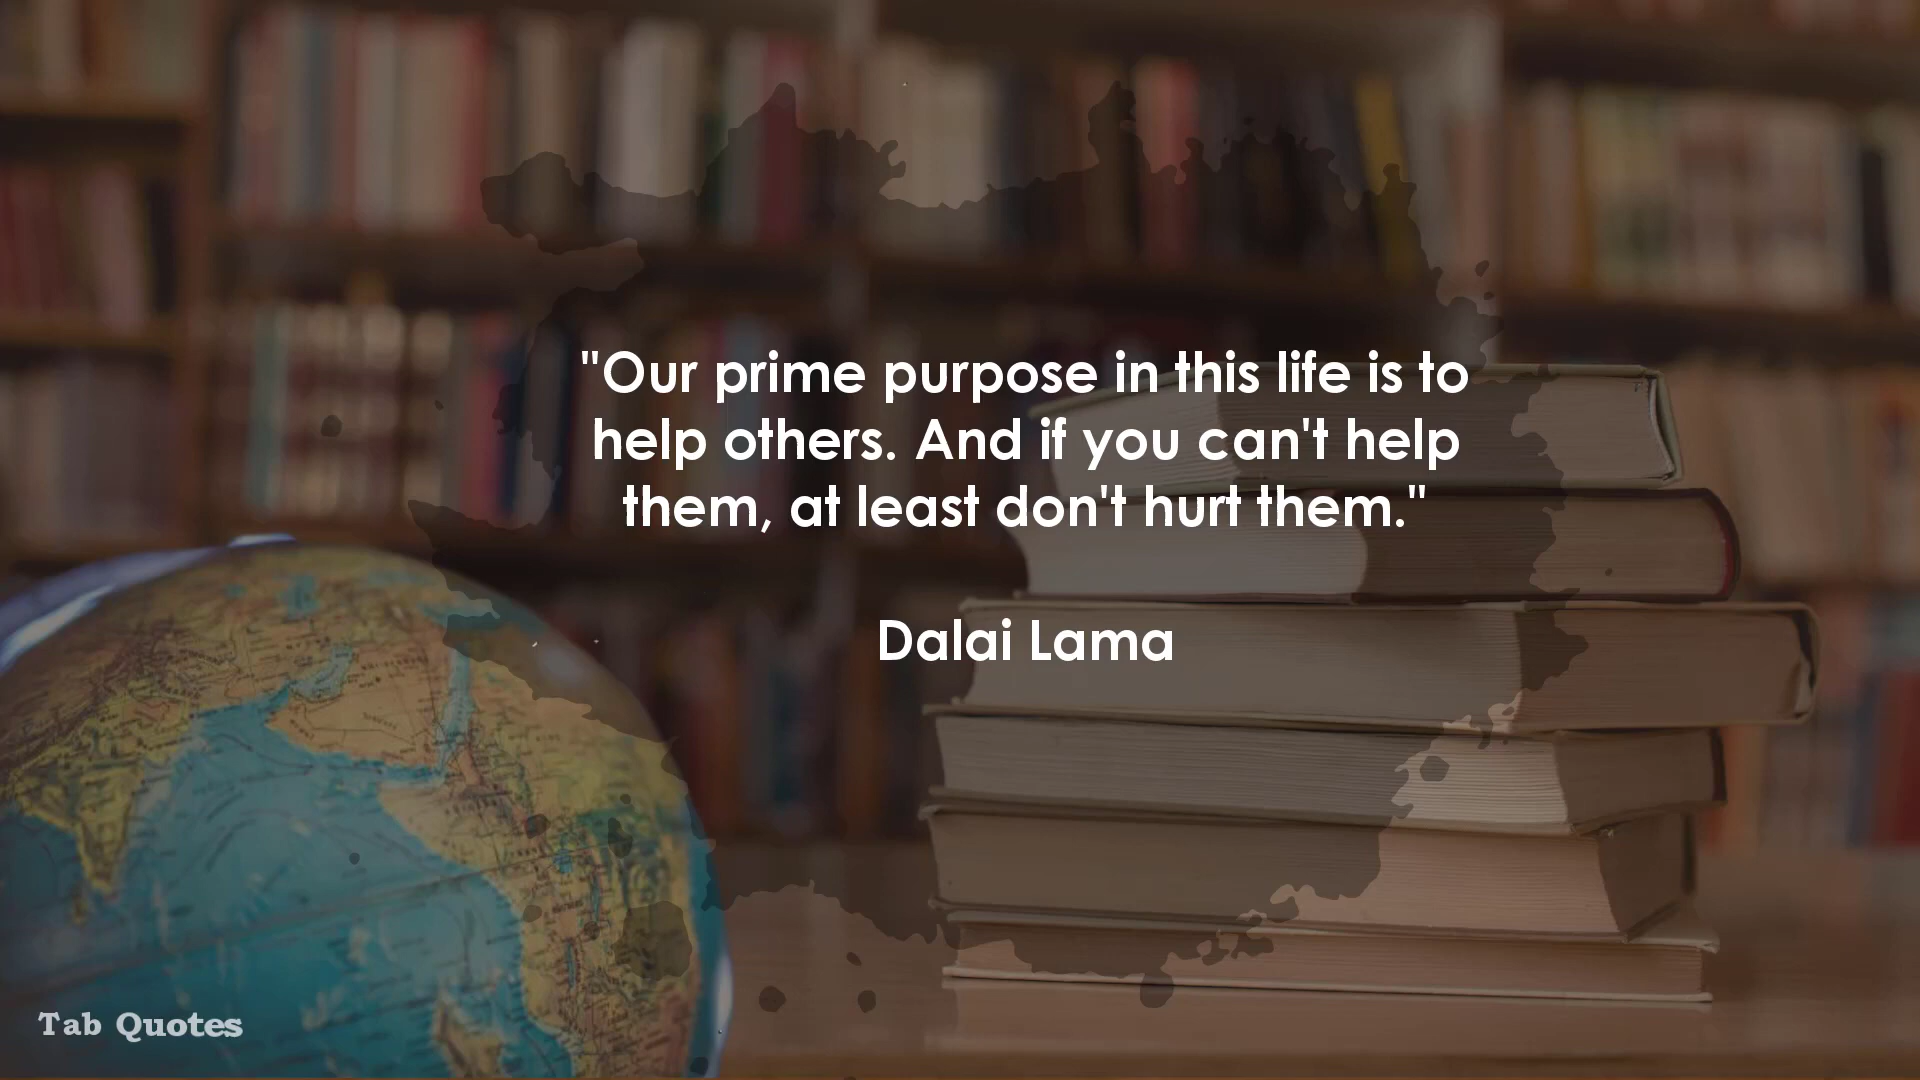 "Our prime purpose in this life is to
help others. And if you can't help
them, at least don't hurt them."
Dalai Lama
Tab Quotes